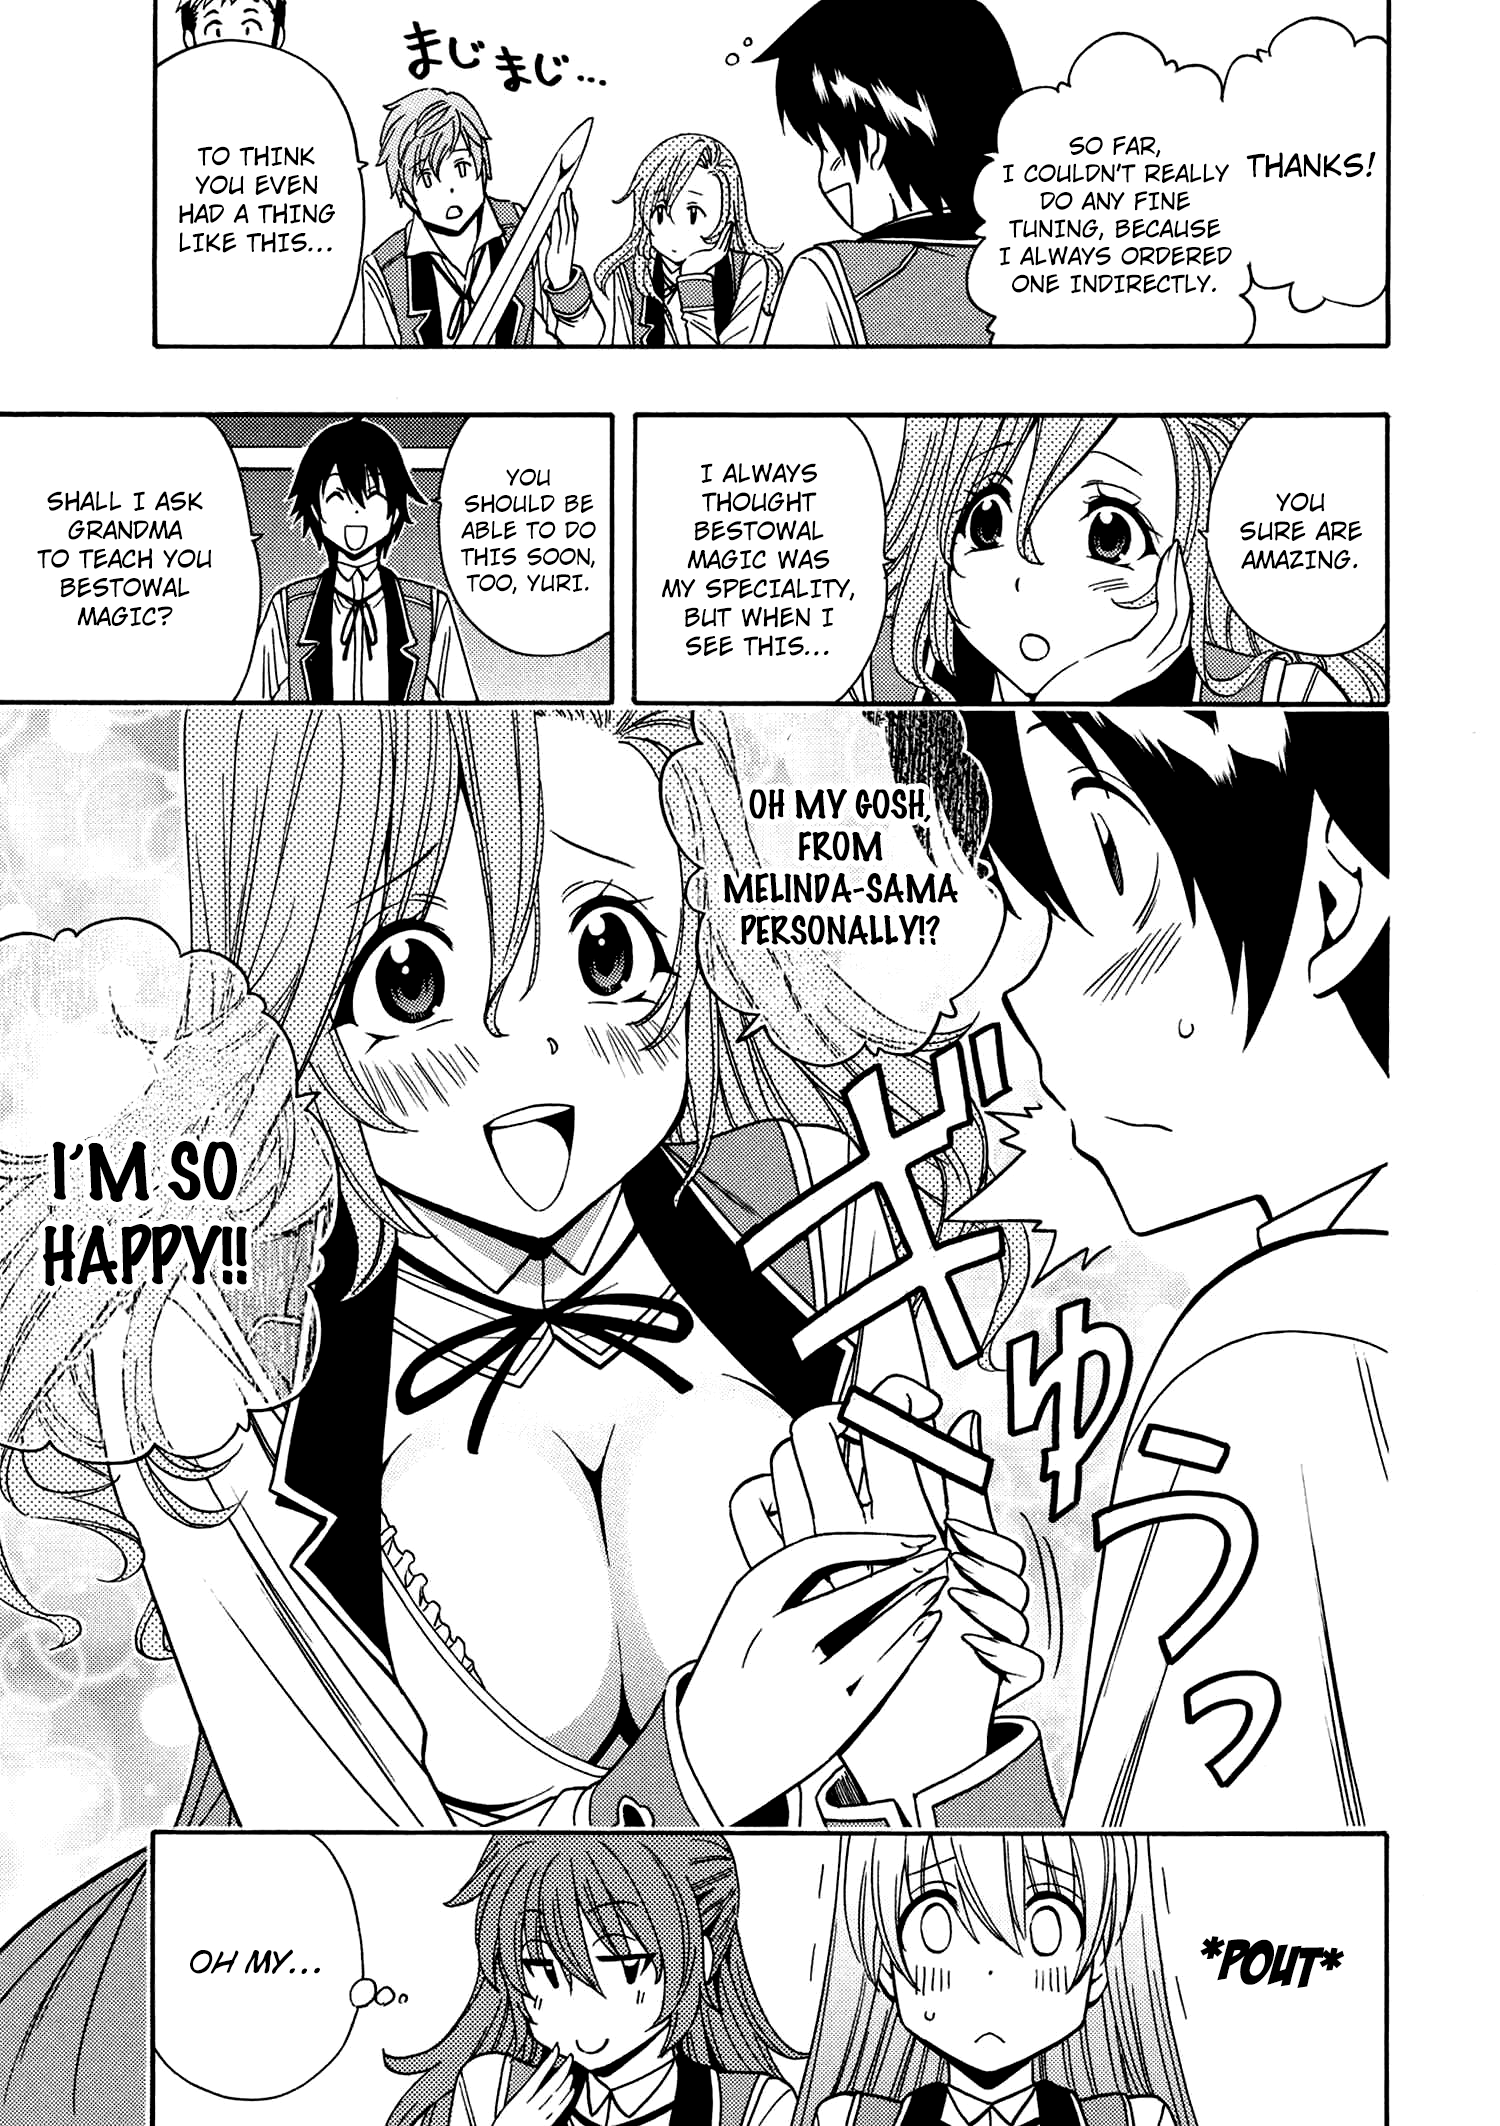 THANKS!
SO FAR,
I COULDN'T REALLY
DO ANY FINE
TUNING, BECAUSE
I ALWAYS ORDERED
ONE INDIRECTLY.
まじまじ…
TO THINK
YOU EVEN
HAD A THING
LIKE THIS...
YOU
SURE ARE
AMAZING.
I ALWAYS
THOUGHT
BESTOWAL
MAGIC WAS
MY SPECIALITY,
BUT WHEN I
SEE THIS...
YOU
SHOULD BE
ABLE TO DO
THIS SOON,
TOO, YURI.
SHALL I ASK
GRANDMA
TO TEACH YOU
BESTOWAL
MAGIC?
OH MY GOSH,
FROM
MELINDA-SAMA
PERSONALLY!?
ギゅうっ
I'M SO
HAPPY!!
*POUT*
OH MY...